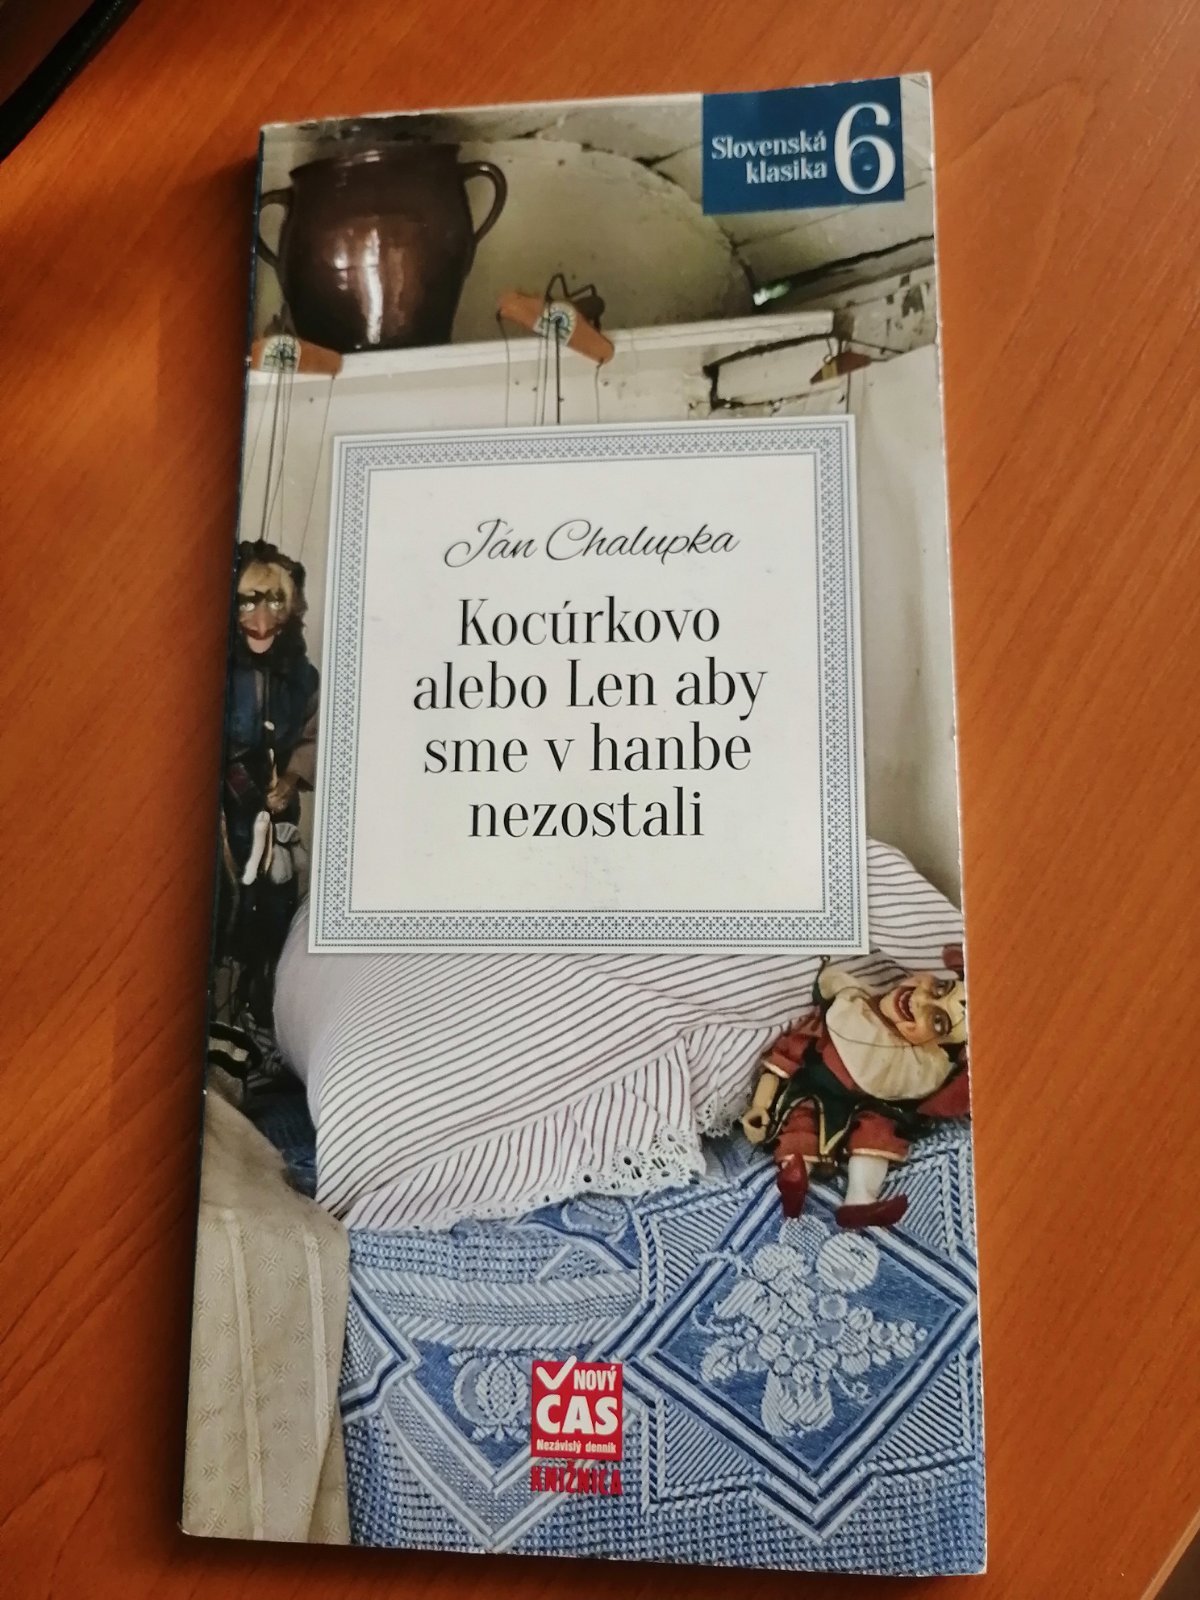 Slovenská
klasika
6
Ján Chalupka
Kocúrkovo
alebo Len aby
sme v hanbe
nezostali
NOVÝ
ČAS
Nezávislý denník
KNIŽNICA